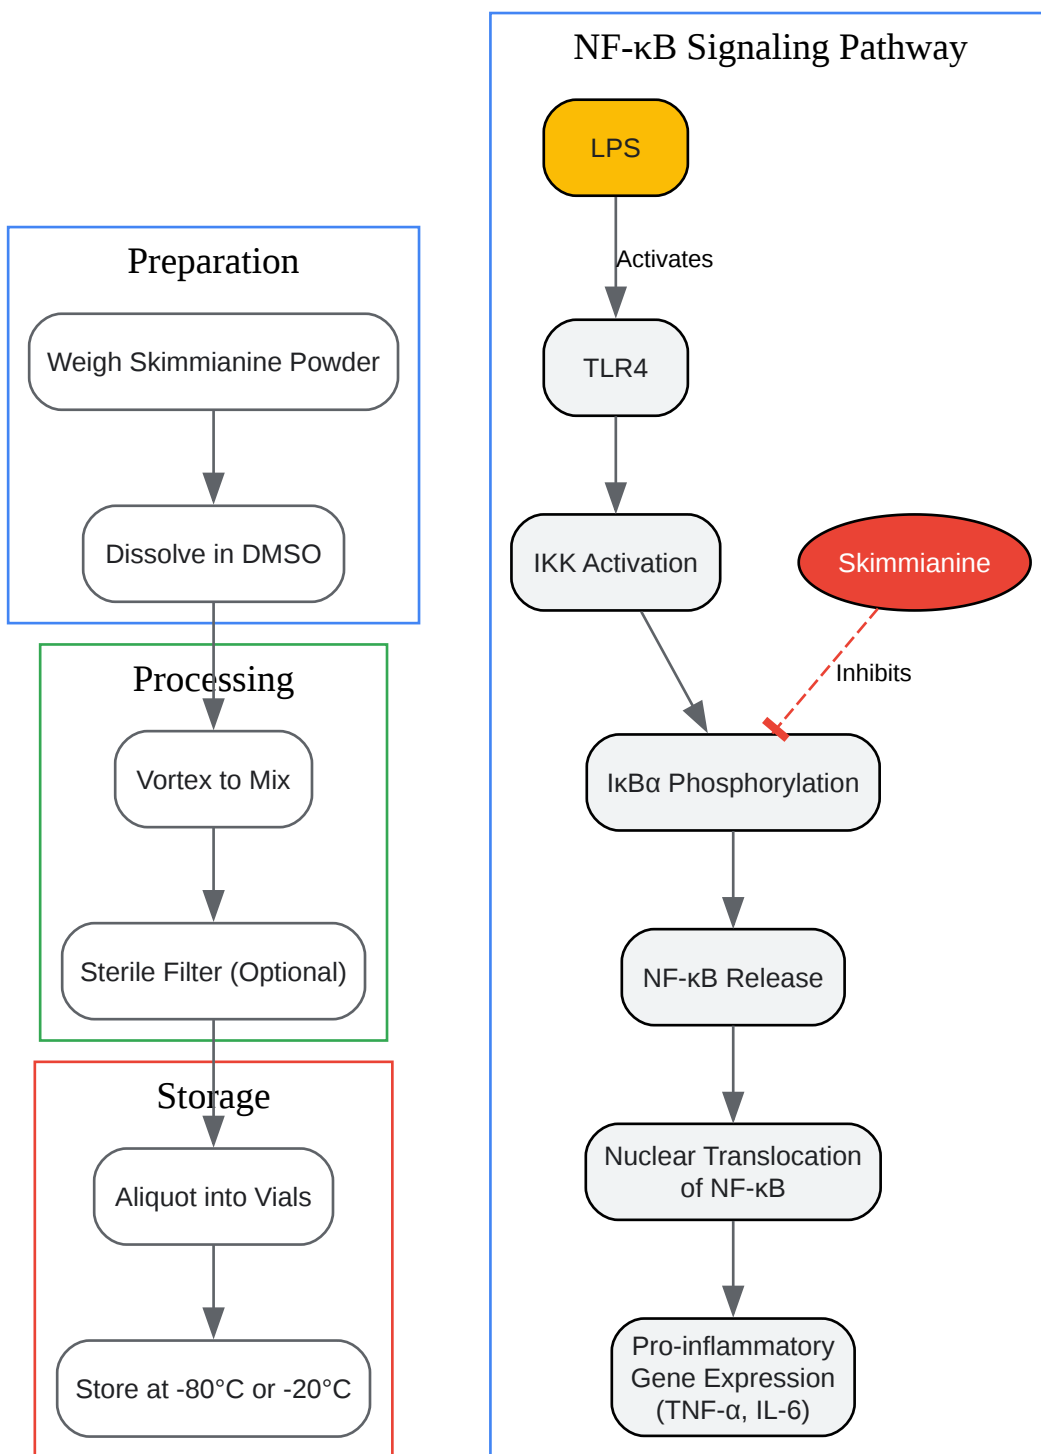 Preparation
Weigh Skimmianine Powder
Dissolve in DMSO
Processing
Vortex to Mix
Sterile Filter (Optional)
Storage
Aliquot into Vials
Store at -80°C or -20°C
NF-κB Signaling Pathway
LPS
Activates
TLR4
IKK Activation
Skimmianine
Inhibits
IκBα Phosphorylation
NF-κB Release
Nuclear Translocation
of NF-κB
Pro-inflammatory
Gene Expression
(TNF-α, IL-6)